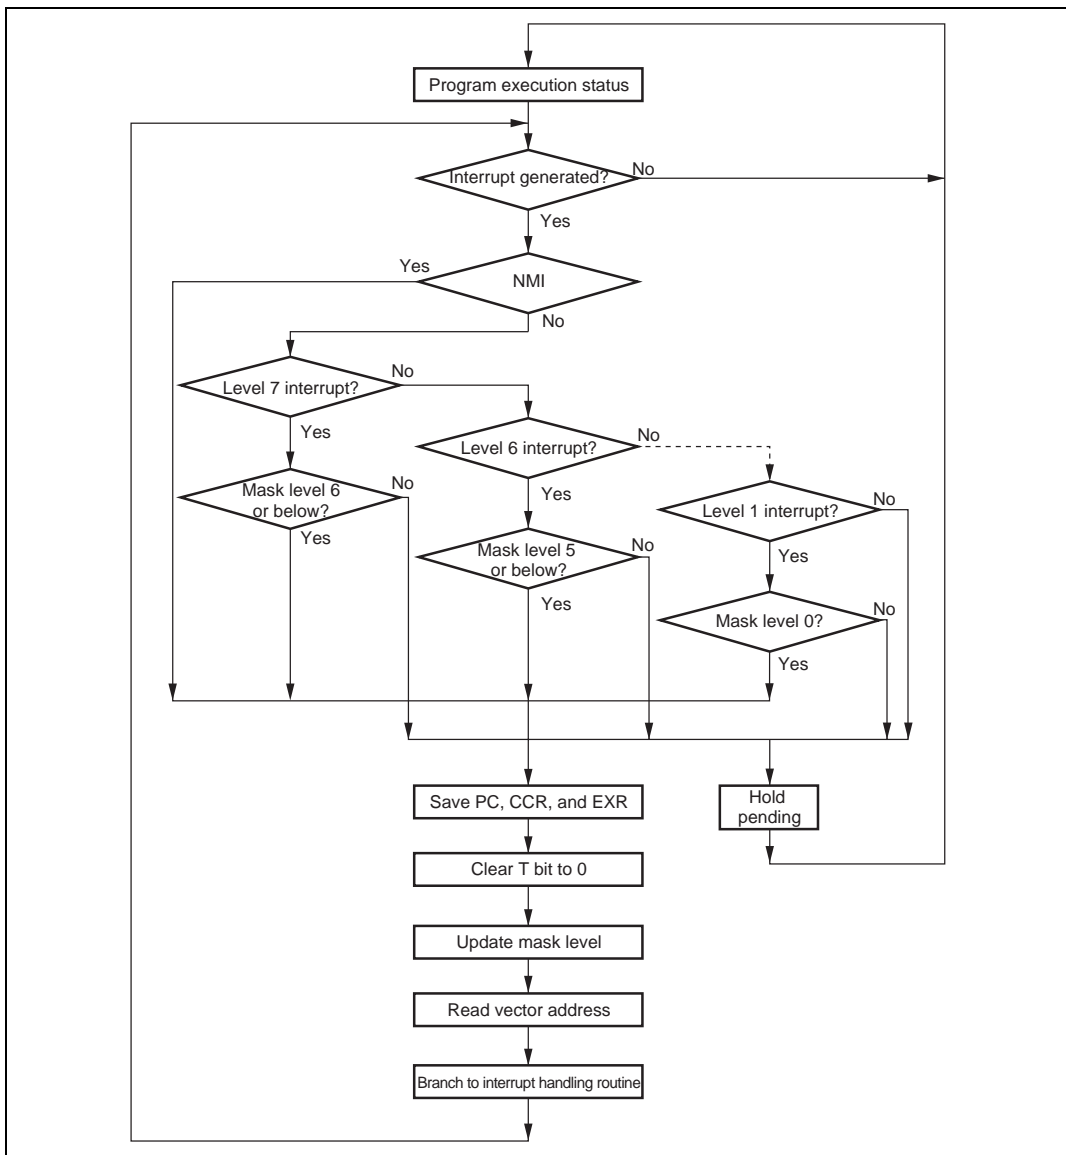 Program execution status
Interrupt generated?
No
Yes
Yes
NMI
No
Level 7 interrupt?
No
Yes
Level 6 interrupt?
No
Mask level 6
or below?
No
Yes
Yes
Level 1 interrupt?
No
Mask level 5
or below?
No
Yes
Yes
Mask level 0?
No
Yes
Save PC, CCR, and EXR
Hold
pending
Clear T bit to 0
Update mask level
Read vector address
Branch to interrupt handling routine